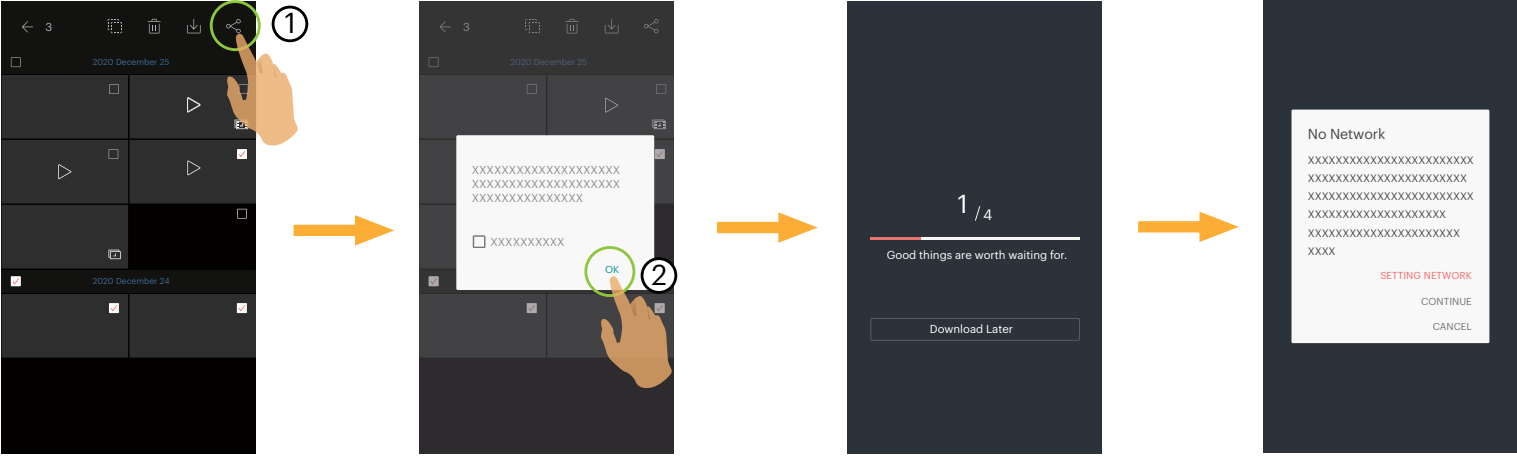 3
1
2020 December 25
2020 December 24
3
2020 December 25
XXXXXXXXXXXXXXXXXXXX
XXXXXXXXXXXXXXXXXXXX
XXXXXXXXXXXXXXX
XXXXXXXXXX
OK
2
1 /4
Good things are worth waiting for.
Download Later
No Network
XXXXXXXXXXXXXXXXXXXXXXXX
XXXXXXXXXXXXXXXXXXXXXXX
XXXXXXXXXXXXXXXXXXXXXXXX
XXXXXXXXXXXXXXXXXXXX
XXXXXXXXXXXXXXXXXXXXXX
XXXX
SETTING NETWORK
CONTINUE
CANCEL